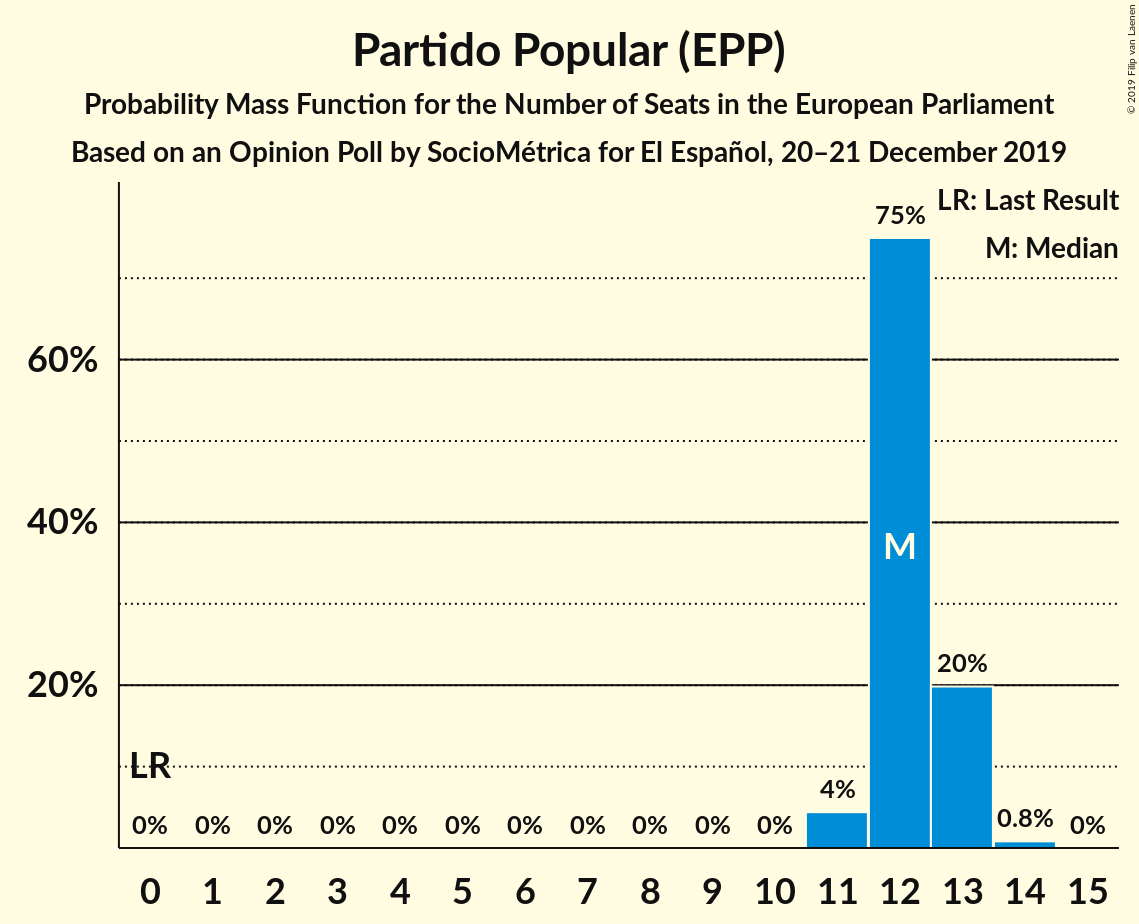 Partido Popular (EPP)
Probability Mass Function for the Number of Seats in the European Parliament
Based on an Opinion Poll by SocioMétrica for El Español, 20–21 December 2019
© 2019 Filip van Laenen
LR: Last Result
M: Median
75%
60%
40%
M
20%
20%
LR
0% 0% 0% 0% 0% 0% 0% 0% 0% 0% 0% 4% 0.8% 0%
0 1 2 3 4 5 6 7 8 9 10 11 12 13 14 15